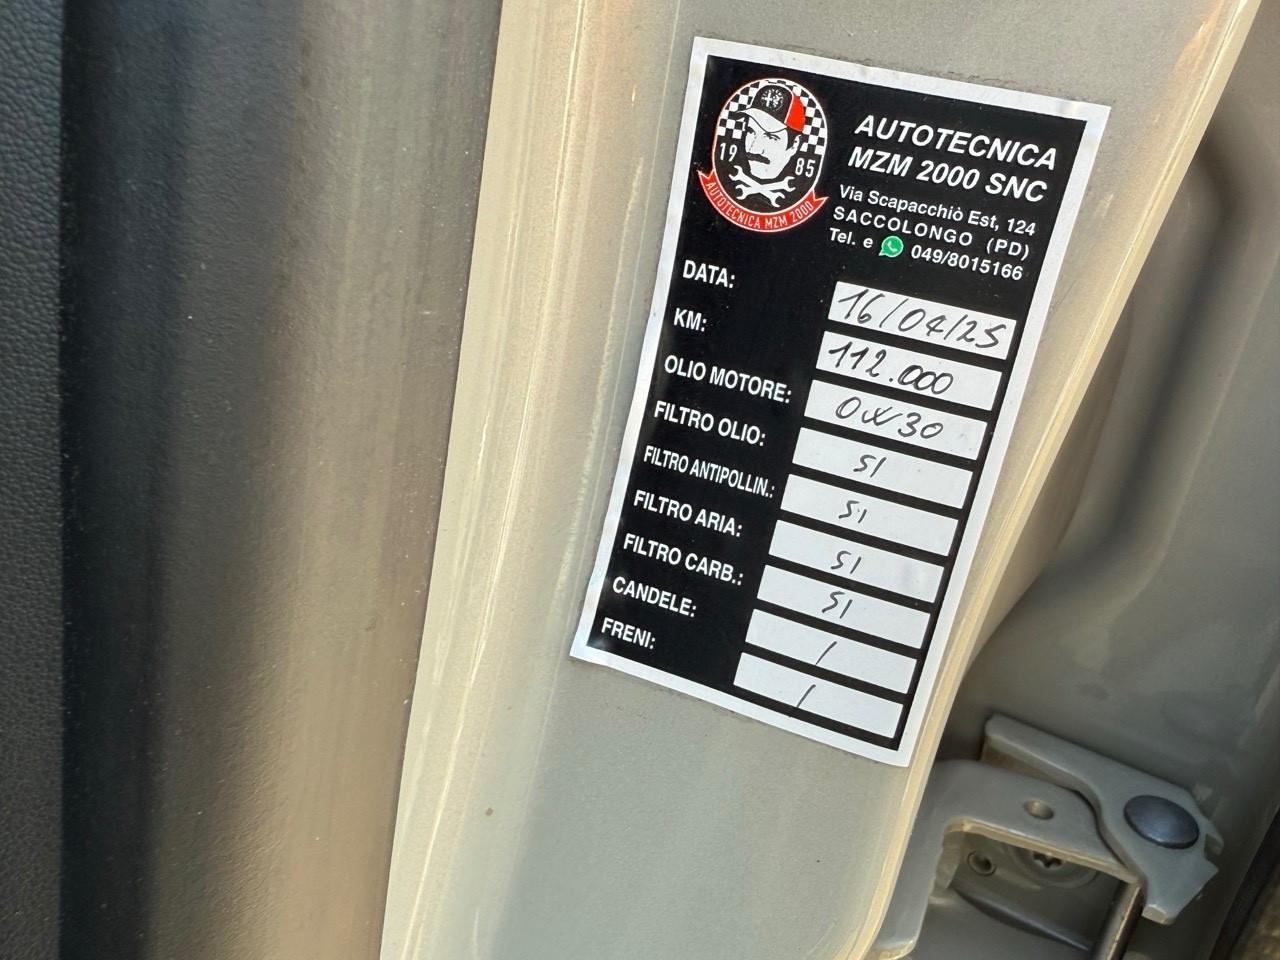 19 85
AUTOTECNICA MZM 2000
AUTOTECNICA
MZM 2000 SNC
Via Scapacchiò Est, 124
SACCOLONGO (PD)
Tel. e 049/8015166
DATA: 16/04/25
KM: 112.000
OLIO MOTORE: 0W30
FILTRO OLIO: SI
FILTRO ANTIPOLLIN.: SI
FILTRO ARIA: SI
FILTRO CARB.: SI
CANDELE: /
FRENI: /